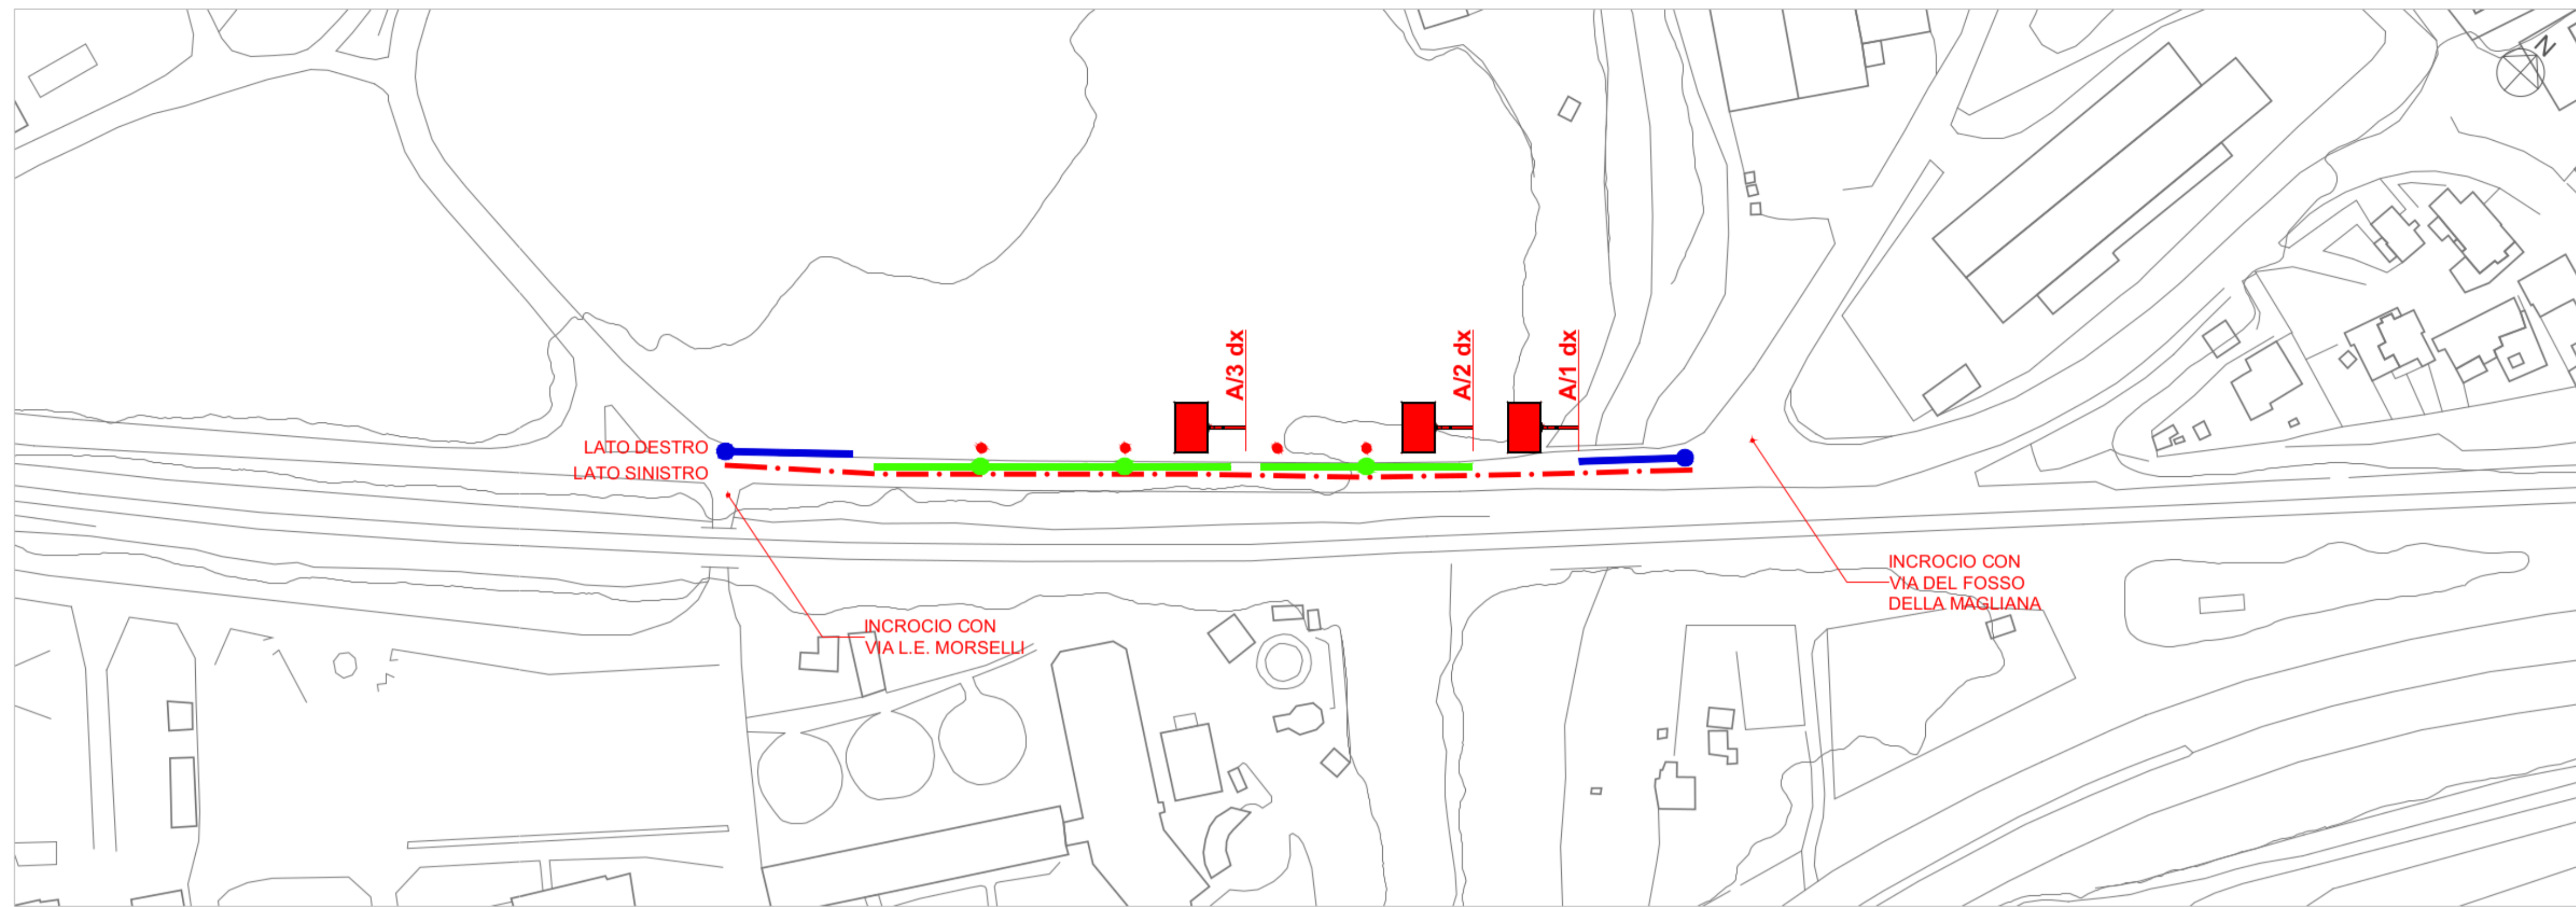 N
A/3 dx
A/2 dx
A/1 dx
LATO DESTRO
LATO SINISTRO
INCROCIO CON
VIA DEL FOSSO
DELLA MAGLIANA
INCROCIO CON
VIA L.E. MORSELLI